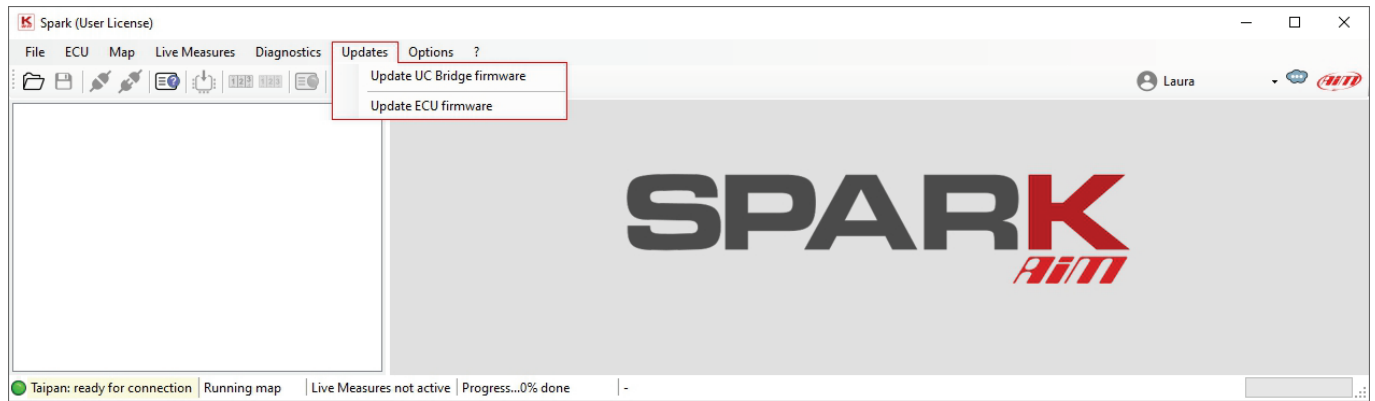 Spark (User License)
File ECU Map Live Measures Diagnostics Updates Options ?
Update UC Bridge firmware
Update ECU firmware
Laura
AiM
SPARK
AiM
Taipan: ready for connection Running map Live Measures not active Progress...0% done -